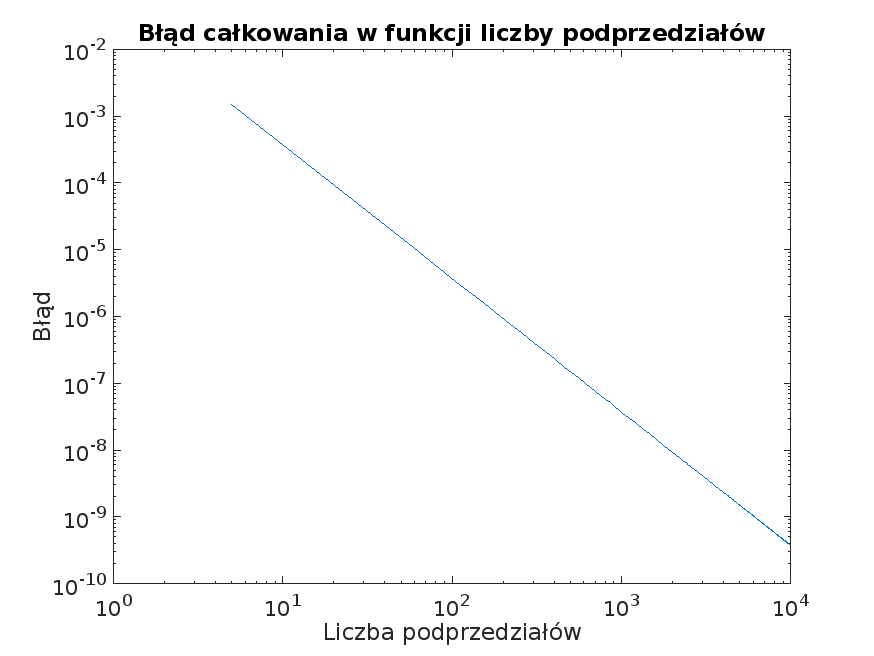 Błąd całkowania w funkcji liczby podprzedziałów
10^-2
10^-3
10^-4
10^-5
10^-6
10^-7
10^-8
10^-9
10^-10
Błąd
10^0 10^1 10^2 10^3 10^4
Liczba podprzedziałów